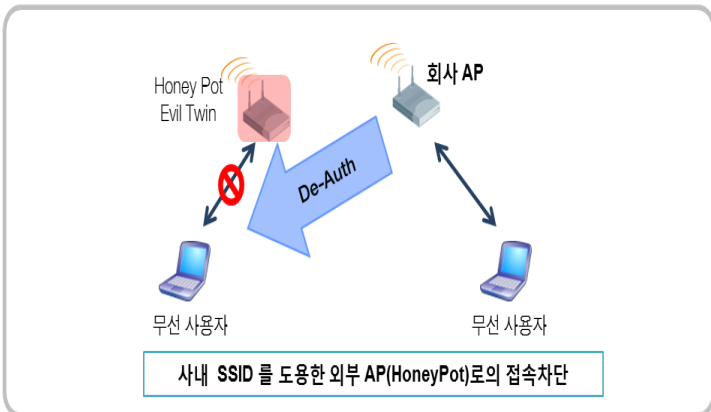 Honey Pot
Evil Twin
회사 AP
De-Auth
무선 사용자
무선 사용자
사내 SSID 를 도용한 외부 AP(HoneyPot)로의 접속차단